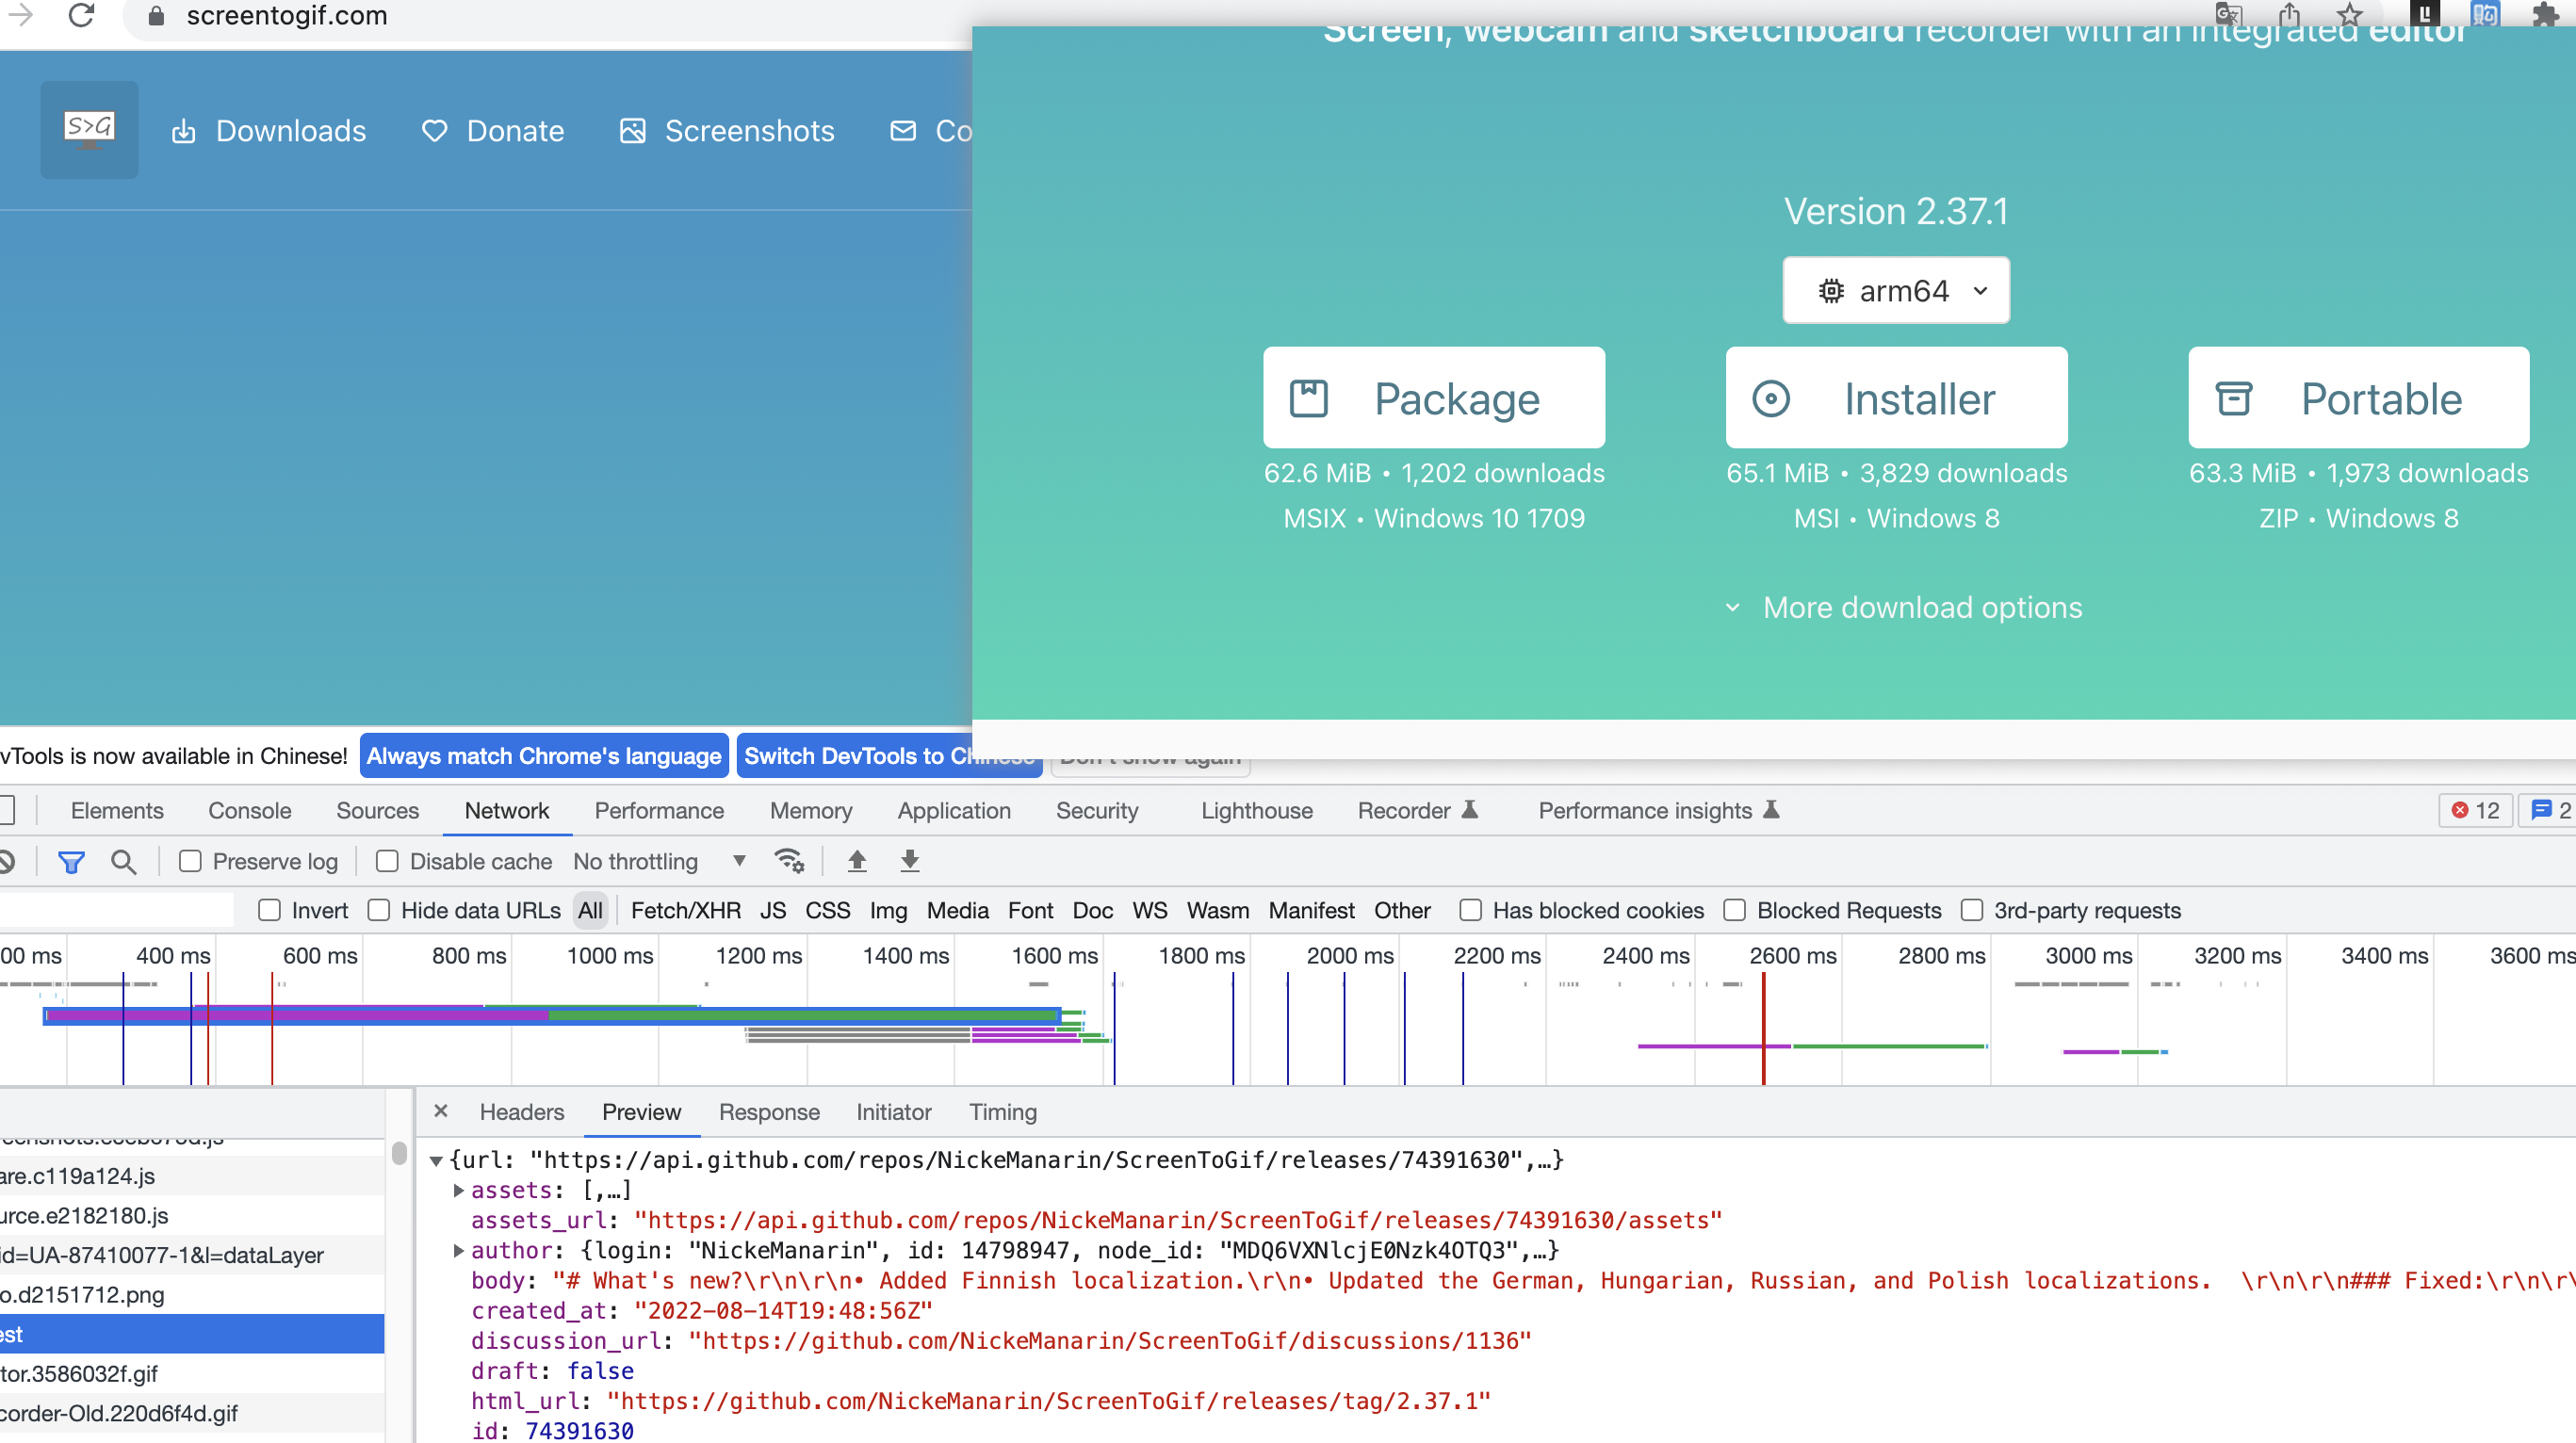 screentogif.com
Screen, webcam and sketchboard recorder with an integrated editor
S>G
Downloads
Donate
Screenshots
Co
Version 2.37.1
arm64
Package
Installer
Portable
62.6 MiB • 1,202 downloads
65.1 MiB • 3,829 downloads
63.3 MiB • 1,973 downloads
MSIX • Windows 10 1709
MSI • Windows 8
ZIP • Windows 8
More download options
vTools is now available in Chinese!
Always match Chrome's language
Switch DevTools to Chinese
Don't show again
Elements
Console
Sources
Network
Performance
Memory
Application
Security
Lighthouse
Recorder
Performance insights
12
2
Preserve log
Disable cache
No throttling
Invert
Hide data URLs
All
Fetch/XHR
JS
CSS
Img
Media
Font
Doc
WS
Wasm
Manifest
Other
Has blocked cookies
Blocked Requests
3rd-party requests
00 ms
400 ms
600 ms
800 ms
1000 ms
1200 ms
1400 ms
1600 ms
1800 ms
2000 ms
2200 ms
2400 ms
2600 ms
2800 ms
3000 ms
3200 ms
3400 ms
3600 ms
are.c119a124.js
urce.e2182180.js
id=UA-87410077-1&l=dataLayer
o.d2151712.png
est
tor.3586032f.gif
corder-Old.220d6f4d.gif
Headers
Preview
Response
Initiator
Timing
{url: "https://api.github.com/repos/NickeManarin/ScreenToGif/releases/74391630",…}
assets: [,…]
assets_url: "https://api.github.com/repos/NickeManarin/ScreenToGif/releases/74391630/assets"
author: {login: "NickeManarin", id: 14798947, node_id: "MDQ6VXNlcjE0Nzk4OTQ3",…}
body: "# What's new?\r\n\r\n• Added Finnish localization.\r\n• Updated the German, Hungarian, Russian, and Polish localizations.  \r\n\r\n### Fixed:\r\n\r\
created_at: "2022-08-14T19:48:56Z"
discussion_url: "https://github.com/NickeManarin/ScreenToGif/discussions/1136"
draft: false
html_url: "https://github.com/NickeManarin/ScreenToGif/releases/tag/2.37.1"
id: 74391630